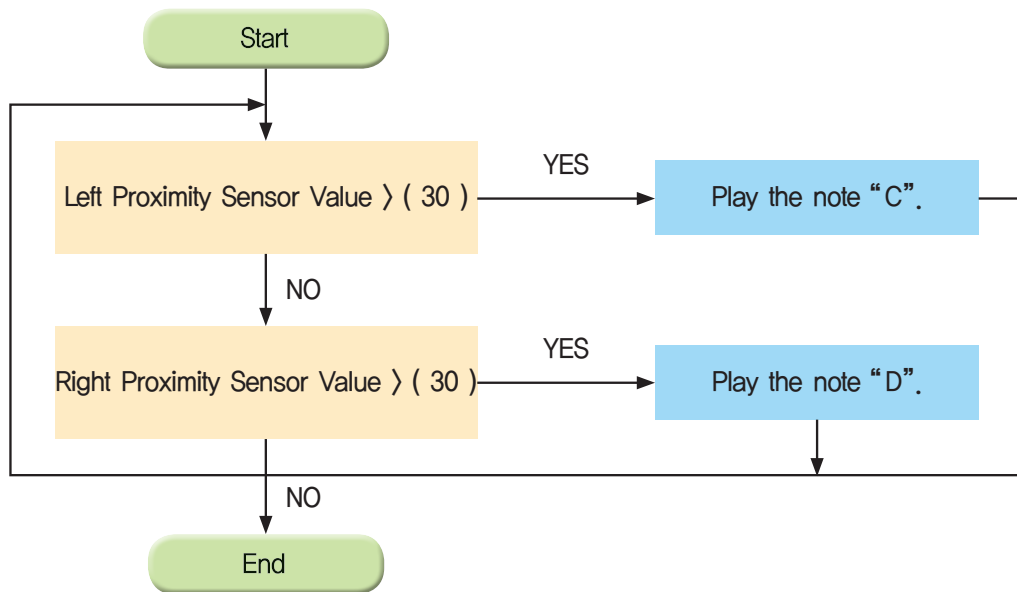 Start
Left Proximity Sensor Value 〉( 30 )
YES
Play the note “C”.
NO
Right Proximity Sensor Value 〉( 30 )
YES
Play the note “D”.
NO
End